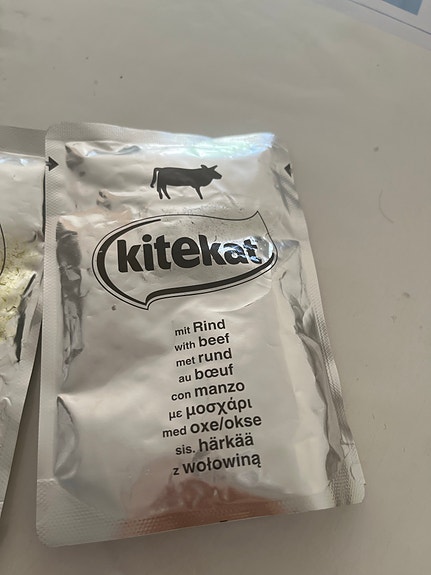 kitekat
mit Rind
with beef
met rund
au bœuf
con manzo
με μοσχάρι
med oxe/okse
sis. härkää
z wołowiną